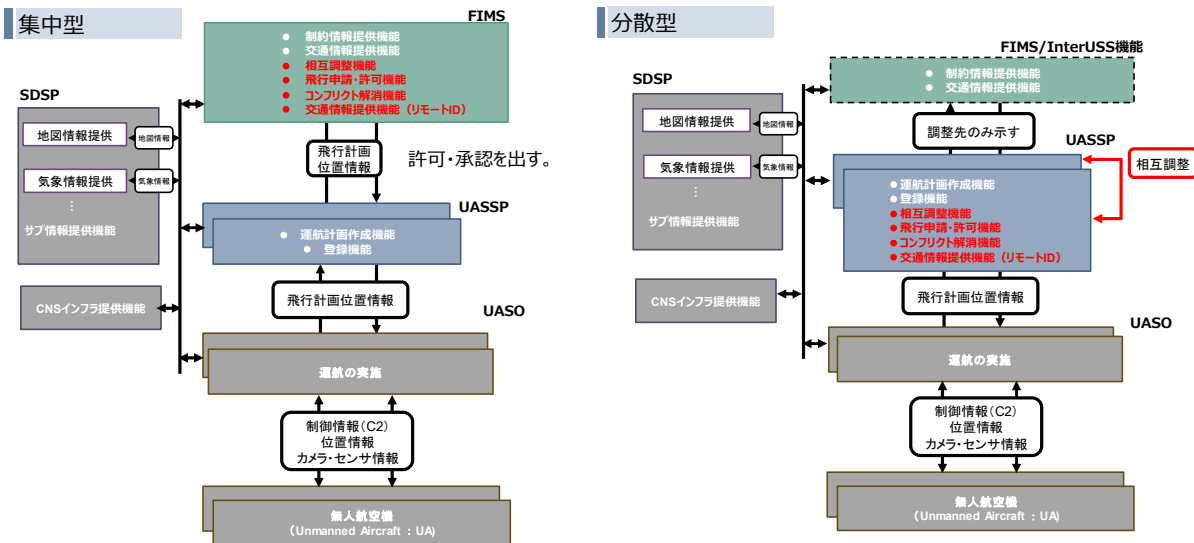 集中型
FIMS
● 制約情報提供機能
● 交通情報提供機能
● 相互調整機能
● 飛行申請・許可機能
● コンフリクト解消機能
● 交通情報提供機能（リモートID）
SDSP
地図情報提供
地図情報
気象情報提供
気象情報
⋮
サブ情報提供機能
飛行計画
位置情報
許可・承認を出す。
UASSP
● 運航計画作成機能
● 登録機能
CNSインフラ提供機能
飛行計画位置情報
UASO
運航の実施
制御情報（C2）
位置情報
カメラ・センサ情報
無人航空機
（Unmanned Aircraft : UA）
分散型
FIMS/InterUSS機能
● 制約情報提供機能
● 交通情報提供機能
SDSP
地図情報提供
地図情報
気象情報提供
気象情報
⋮
サブ情報提供機能
調整先のみ示す
UASSP
相互調整
● 運航計画作成機能
● 登録機能
● 相互調整機能
● 飛行申請・許可機能
● コンフリクト解消機能
● 交通情報提供機能（リモートID）
CNSインフラ提供機能
飛行計画位置情報
UASO
運航の実施
制御情報（C2）
位置情報
カメラ・センサ情報
無人航空機
（Unmanned Aircraft : UA）